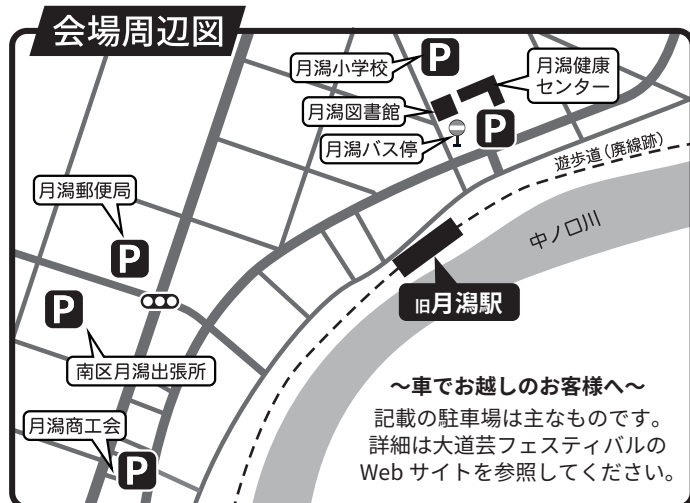 会場周辺図
月潟小学校
P
月潟健康
センター
月潟図書館
P
月潟バス停
遊歩道（廃線跡）
月潟郵便局
中ノ口川
P
P
旧月潟駅
南区月潟出張所
～車でお越しのお客様へ～
月潟商工会
記載の駐車場は主なものです。
詳細は大道芸フェスティバルの
P
Web サイトを参照してください。